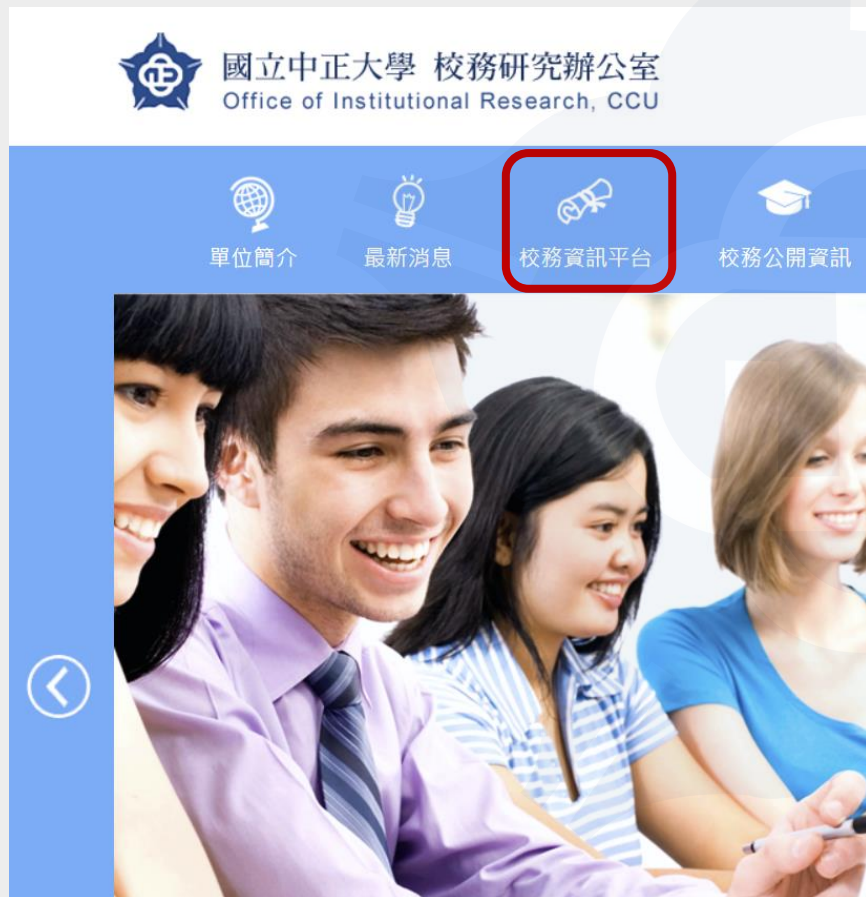 國立中正大學 校務研究辦公室
Office of Institutional Research, CCU
單位簡介 最新消息 校務資訊平台 校務公開資訊